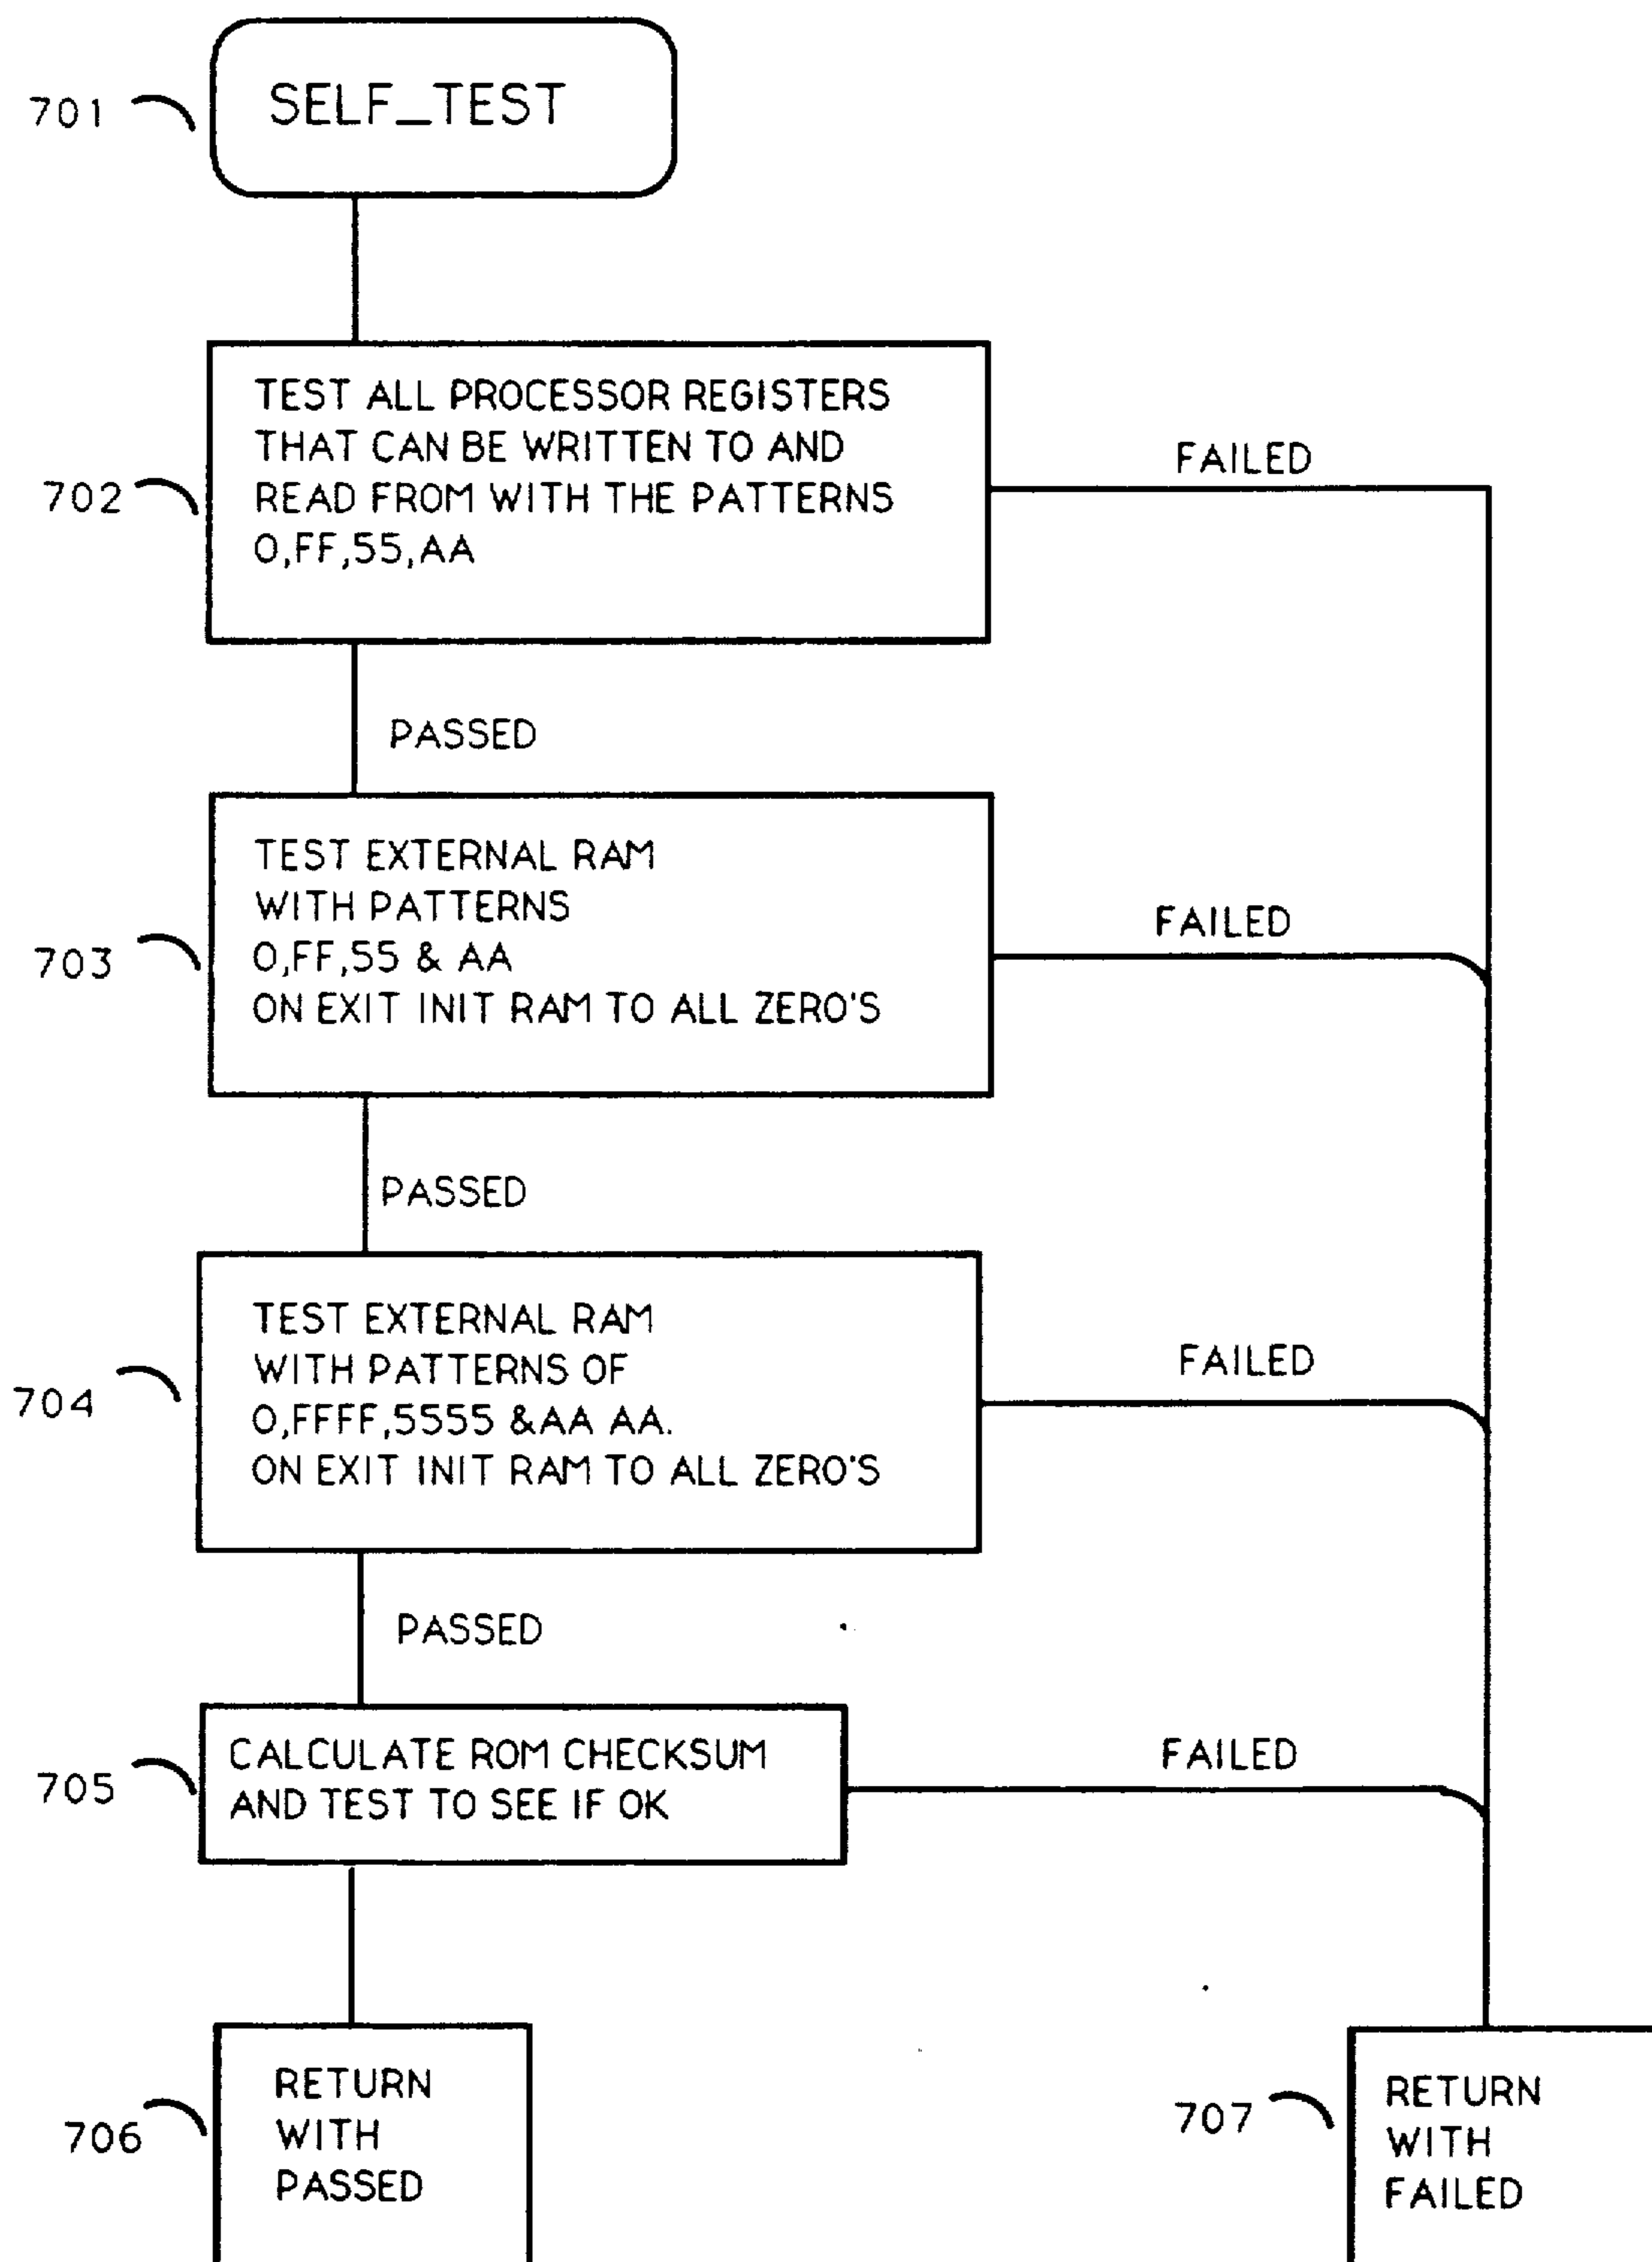 701
SELF_TEST
702
TEST ALL PROCESSOR REGISTERS
THAT CAN BE WRITTEN TO AND
READ FROM WITH THE PATTERNS
0,FF,55,AA
FAILED
PASSED
703
TEST EXTERNAL RAM
WITH PATTERNS
0,FF,55 & AA
ON EXIT INIT RAM TO ALL ZERO'S
FAILED
PASSED
704
TEST EXTERNAL RAM
WITH PATTERNS OF
0,FFFF,5555 &AA AA.
ON EXIT INIT RAM TO ALL ZERO'S
FAILED
PASSED
705
CALCULATE ROM CHECKSUM
AND TEST TO SEE IF OK
FAILED
706
RETURN
WITH
PASSED
707
RETURN
WITH
FAILED